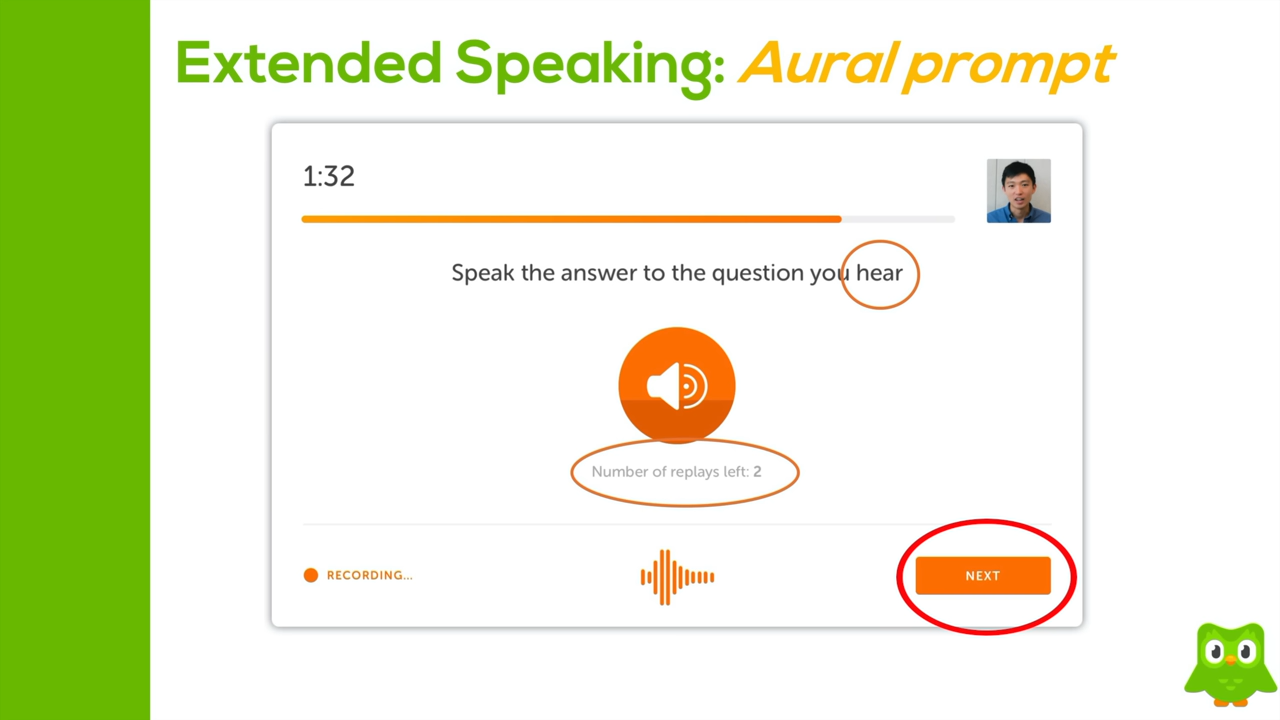 Extended Speaking: Aural prompt
1:32
Speak the answer to the question you hear
Number of replays left: 2
RECORDING...
NEXT